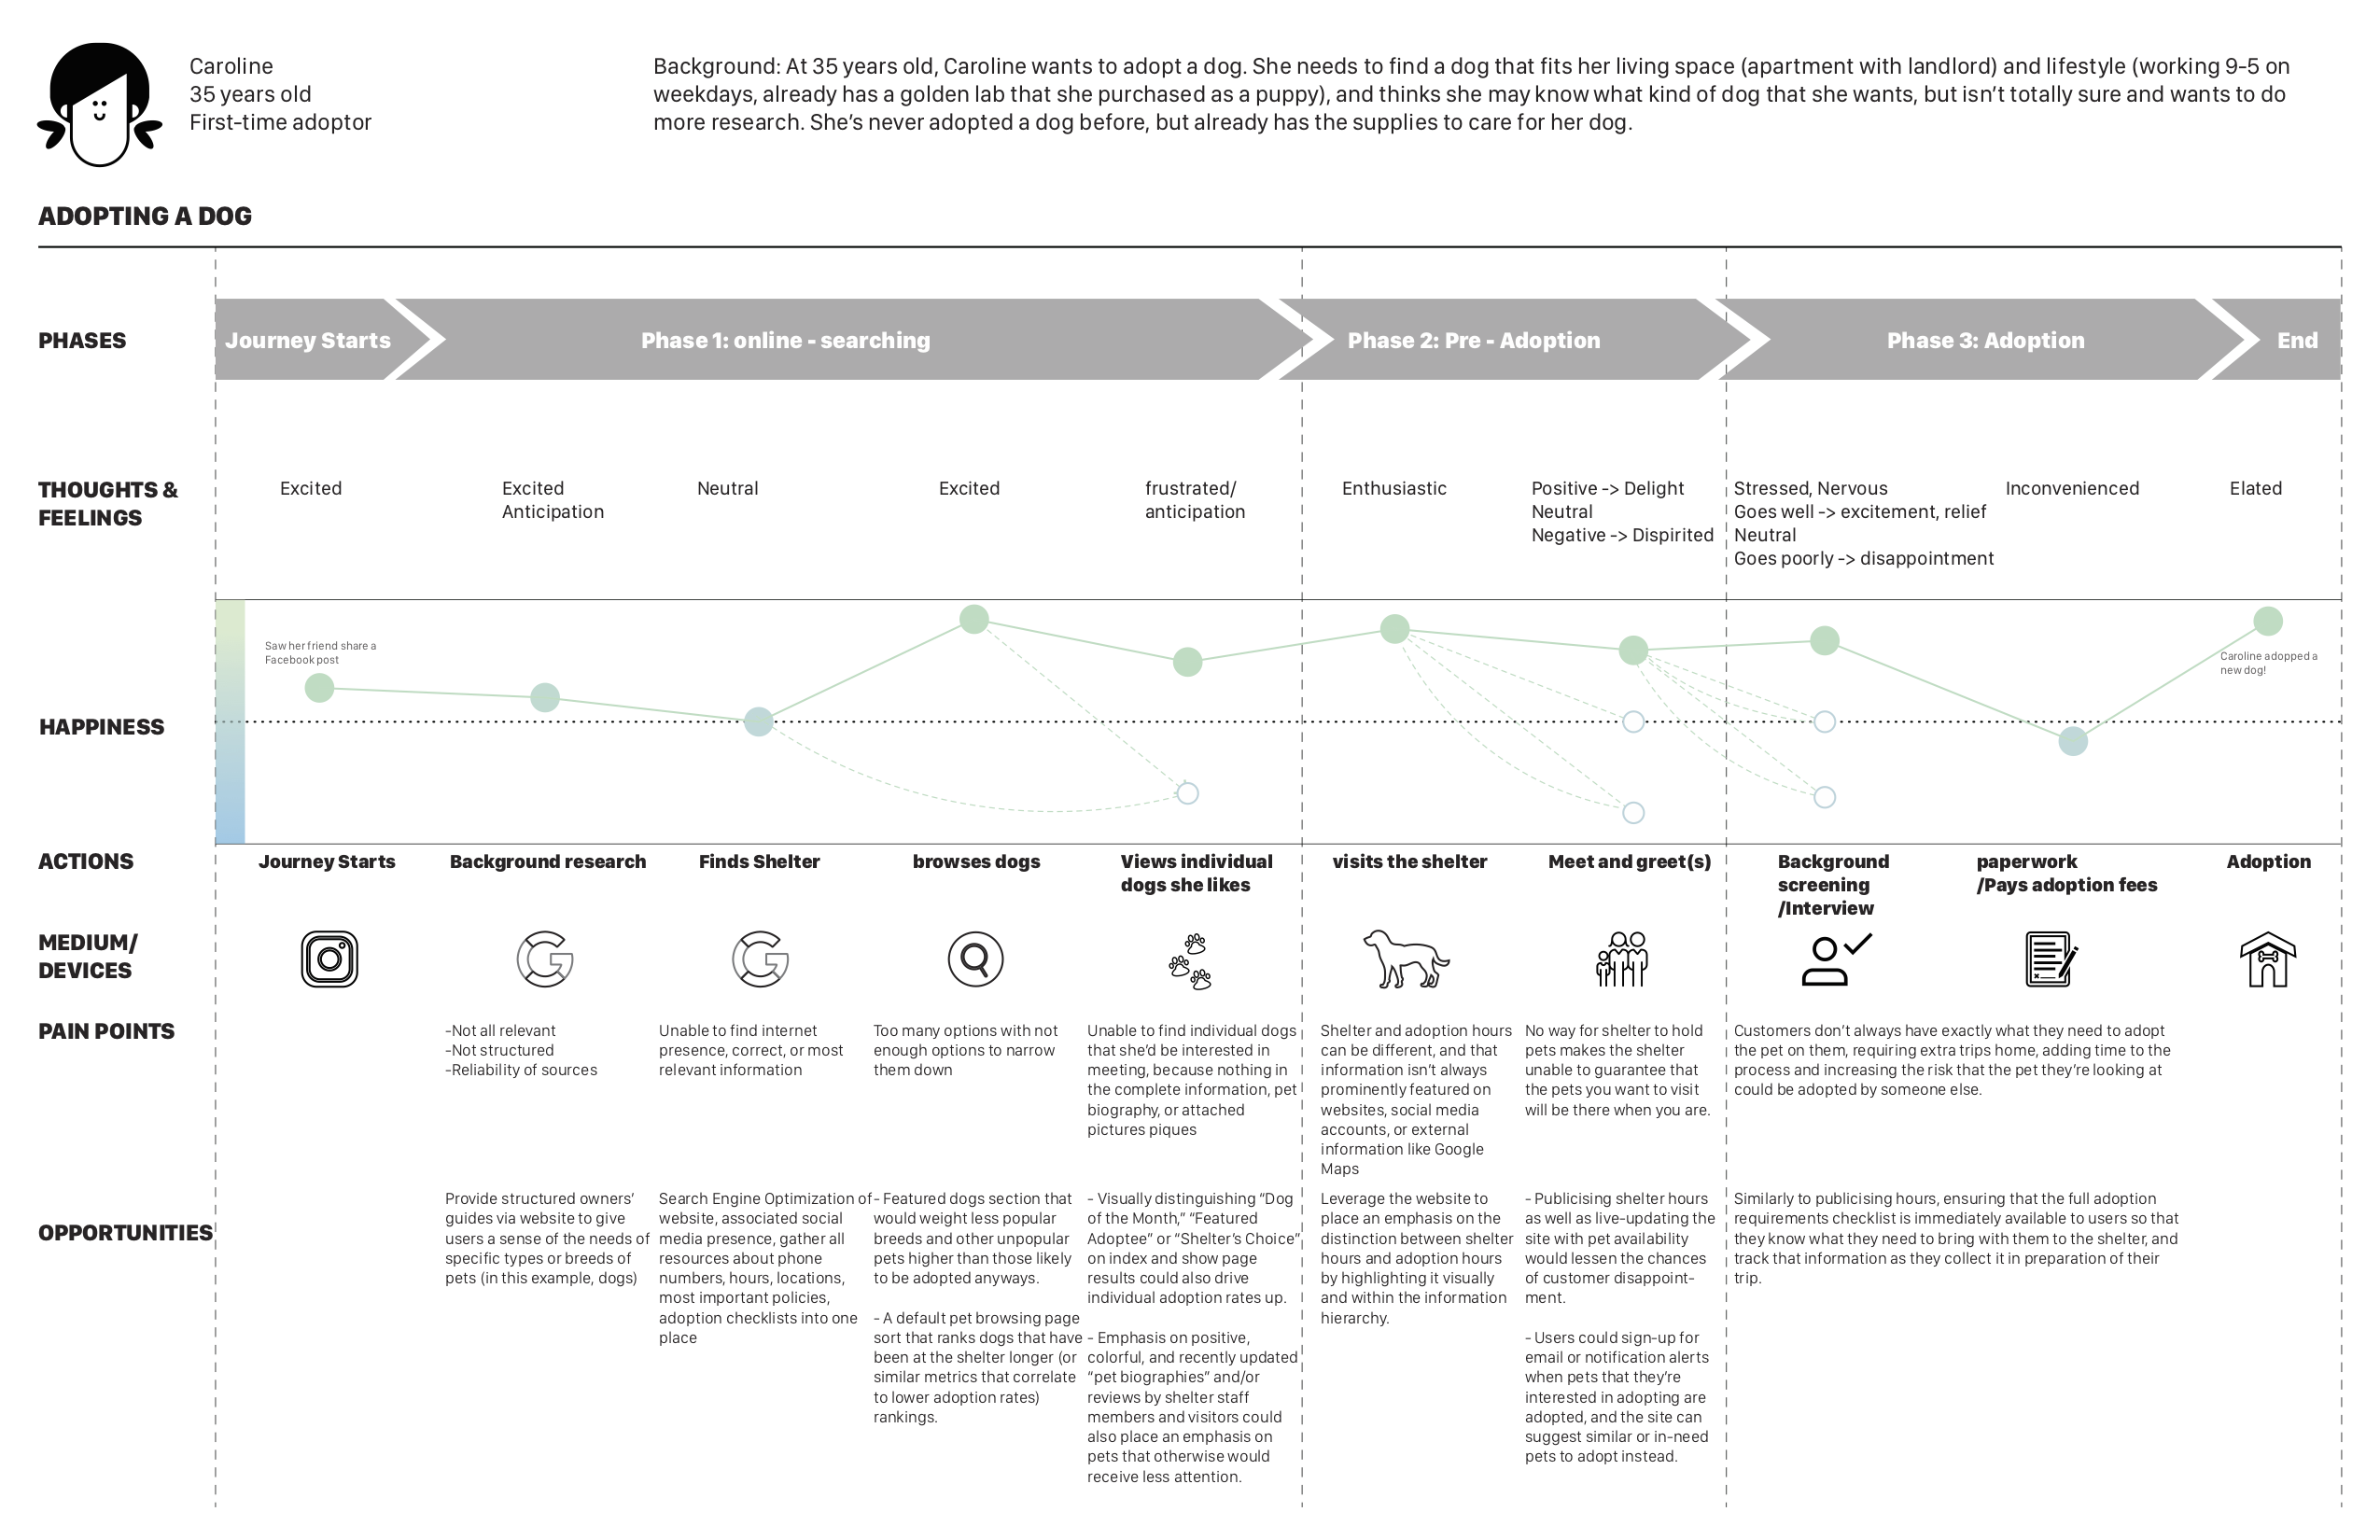 Caroline
35 years old
First-time adoptor
Background: At 35 years old, Caroline wants to adopt a dog. She needs to find a dog that fits her living space (apartment with landlord) and lifestyle (working 9-5 on
weekdays, already has a golden lab that she purchased as a puppy), and thinks she may know what kind of dog that she wants, but isn’t totally sure and wants to do
more research. She’s never adopted a dog before, but already has the supplies to care for her dog.
ADOPTING A DOG
PHASES
Journey Starts
Phase 1: online - searching
Phase 2: Pre - Adoption
Phase 3: Adoption
End
THOUGHTS &
FEELINGS
Excited
Excited
Anticipation
Neutral
Excited
frustrated/
anticipation
Enthusiastic
Positive -> Delight
Neutral
Negative -> Dispirited
Stressed, Nervous
Goes well -> excitement, relief
Neutral
Goes poorly -> disappointment
Inconvenienced
Elated
HAPPINESS
Saw her friend share a
Facebook post
Caroline adopted a
new dog!
ACTIONS
Journey Starts
Background research
Finds Shelter
browses dogs
Views individual
dogs she likes
visits the shelter
Meet and greet(s)
Background
screening
/Interview
paperwork
/Pays adoption fees
Adoption
MEDIUM/
DEVICES
PAIN POINTS
-Not all relevant
-Not structured
-Reliability of sources
Unable to find internet
presence, correct, or most
relevant information
Too many options with not
enough options to narrow
them down
Unable to find individual dogs
that she’d be interested in
meeting, because nothing in
the complete information, pet
biography, or attached
pictures piques
Shelter and adoption hours
can be different, and that
information isn’t always
prominently featured on
websites, social media
accounts, or external
information like Google
Maps
No way for shelter to hold
pets makes the shelter
unable to guarantee that
the pets you want to visit
will be there when you are.
Customers don’t always have exactly what they need to adopt
the pet on them, requiring extra trips home, adding time to the
process and increasing the risk that the pet they’re looking at
could be adopted by someone else.
OPPORTUNITIES
Provide structured owners’
guides via website to give
users a sense of the needs of
specific types or breeds of
pets (in this example, dogs)
Search Engine Optimization of
website, associated social
media presence, gather all
resources about phone
numbers, hours, locations,
most important policies,
adoption checklists into one
place
- Featured dogs section that
would weight less popular
breeds and other unpopular
pets higher than those likely
to be adopted anyways.
- A default pet browsing page
sort that ranks dogs that have
been at the shelter longer (or
similar metrics that correlate
to lower adoption rates)
rankings.
- Visually distinguishing “Dog
of the Month,” “Featured
Adoptee” or “Shelter’s Choice”
on index and show page
results could also drive
individual adoption rates up.
- Emphasis on positive,
colorful, and recently updated
“pet biographies” and/or
reviews by shelter staff
members and visitors could
also place an emphasis on
pets that otherwise would
receive less attention.
Leverage the website to
place an emphasis on the
distinction between shelter
hours and adoption hours
by highlighting it visually
and within the information
hierarchy.
- Publicising shelter hours
as well as live-updating the
site with pet availability
would lessen the chances
of customer disappoint-
ment.
- Users could sign-up for
email or notification alerts
when pets that they’re
interested in adopting are
adopted, and the site can
suggest similar or in-need
pets to adopt instead.
Similarly to publicising hours, ensuring that the full adoption
requirements checklist is immediately available to users so that
they know what they need to bring with them to the shelter, and
track that information as they collect it in preparation of their
trip.